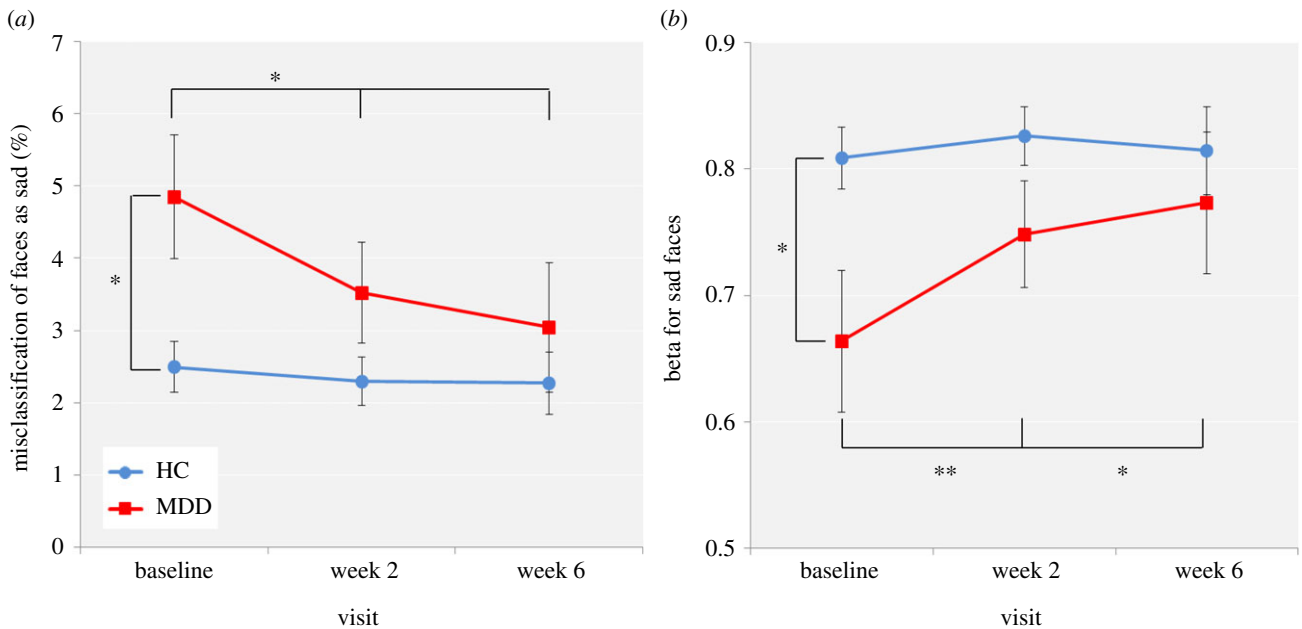 (a)
misclassification of faces as sad (%)
7
6
5
4
3
2
1
0
*
*
HC
MDD
baseline week 2 week 6
visit
(b)
beta for sad faces
0.9
0.8
0.7
0.6
0.5
*
** *
baseline week 2 week 6
visit